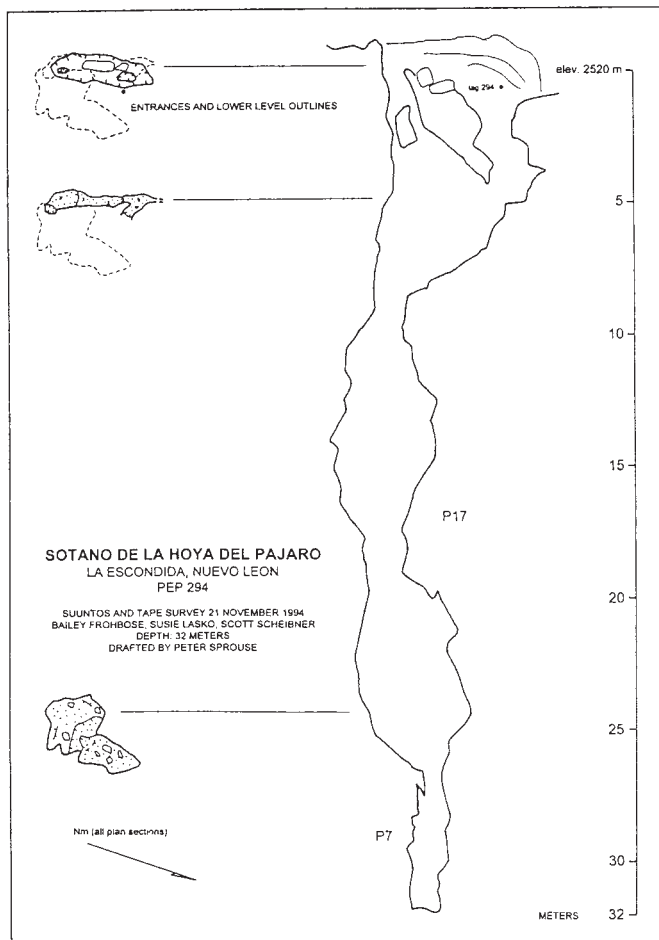 elev. 2520 m
tag 294
ENTRANCES AND LOWER LEVEL OUTLINES
5
10
15
P17
SOTANO DE LA HOYA DEL PAJARO
LA ESCONDIDA, NUEVO LEON
PEP 294
SUUNTOS AND TAPE SURVEY 21 NOVEMBER 1994
BAILEY FROHBOSE, SUSIE LASKO, SCOTT SCHEIBNER
DEPTH: 32 METERS
DRAFTED BY PETER SPROUSE
20
25
Nm (all plan sections)
P7
30
METERS
32